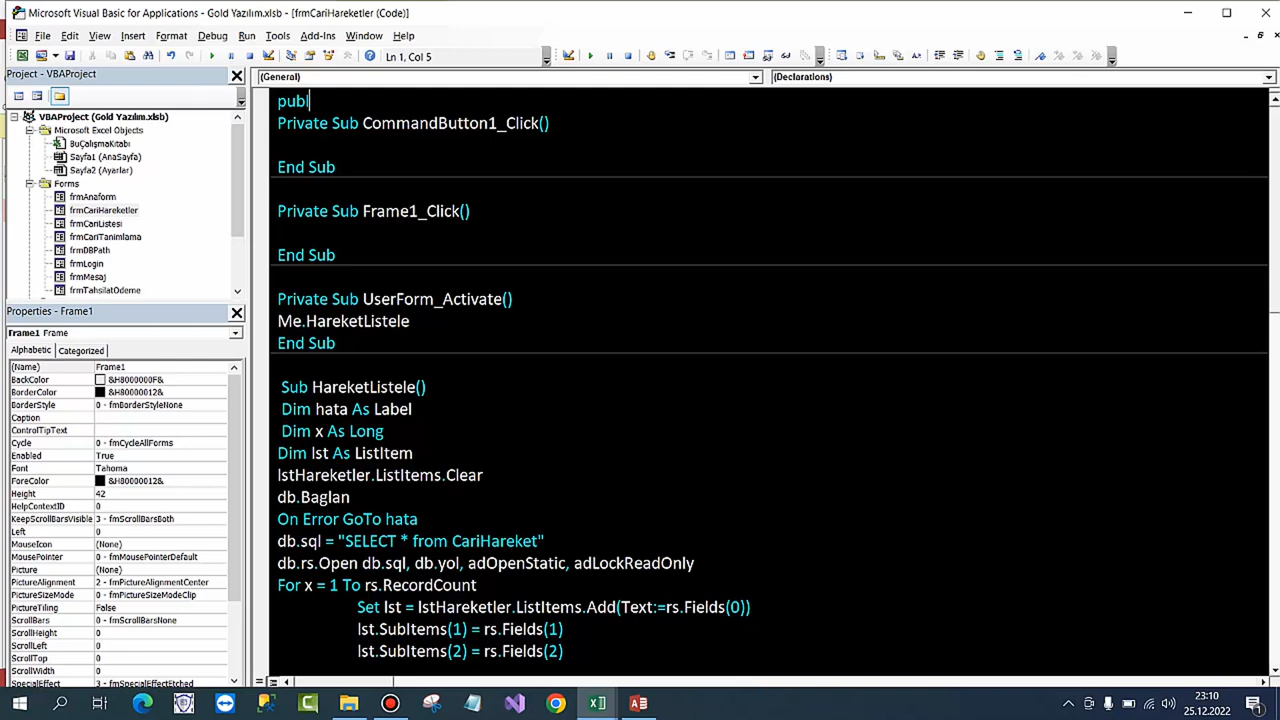 Microsoft Visual Basic for Applications - Gold Yazılım.xlsb - [frmCariHareketler (Code)]
File Edit View Insert Format Debug Run Tools Add-Ins Window Help
Ln 1, Col 5
Project - VBAProject
VBAProject (Gold Yazılım.xlsb)
Microsoft Excel Objects
BuÇalışmaKitabı
Sayfa1 (AnaSayfa)
Sayfa2 (Ayarlar)
Forms
frmAnaform
frmCariHareketler
frmCariListesi
frmCariTanimlama
frmDBPath
frmLogin
frmMesaj
frmTahsilatOdeme
Properties - Frame1
Frame1 Frame
Alphabetic Categorized
(Name) Frame1
BackColor &H8000000F&
BorderColor &H80000012&
BorderStyle 0 - fmBorderStyleNone
Caption
ControlTipText
Cycle 0 - fmCycleAllForms
Enabled True
Font Tahoma
ForeColor &H80000012&
Height 42
HelpContextID 0
KeepScrollBarsVisible 3 - fmScrollBarsBoth
Left 0
MouseIcon (None)
MousePointer 0 - fmMousePointerDefault
Picture (None)
PictureAlignment 2 - fmPictureAlignmentCenter
PictureSizeMode 0 - fmPictureSizeModeClip
PictureTiling False
ScrollBars 0 - fmScrollBarsNone
ScrollHeight 0
ScrollLeft 0
ScrollTop 0
ScrollWidth 0
SpecialEffect 3 - fmSpecialEffectEtched
(General) (Declarations)
publ
Private Sub CommandButton1_Click()
End Sub
Private Sub Frame1_Click()
End Sub
Private Sub UserForm_Activate()
Me.HareketListele
End Sub
Sub HareketListele()
Dim hata As Label
Dim x As Long
Dim lst As ListItem
lstHareketler.ListItems.Clear
db.Baglan
On Error GoTo hata
db.sql = "SELECT * from CariHareket"
db.rs.Open db.sql, db.yol, adOpenStatic, adLockReadOnly
For x = 1 To rs.RecordCount
Set lst = lstHareketler.ListItems.Add(Text:=rs.Fields(0))
lst.SubItems(1) = rs.Fields(1)
lst.SubItems(2) = rs.Fields(2)
23:10
25.12.2022